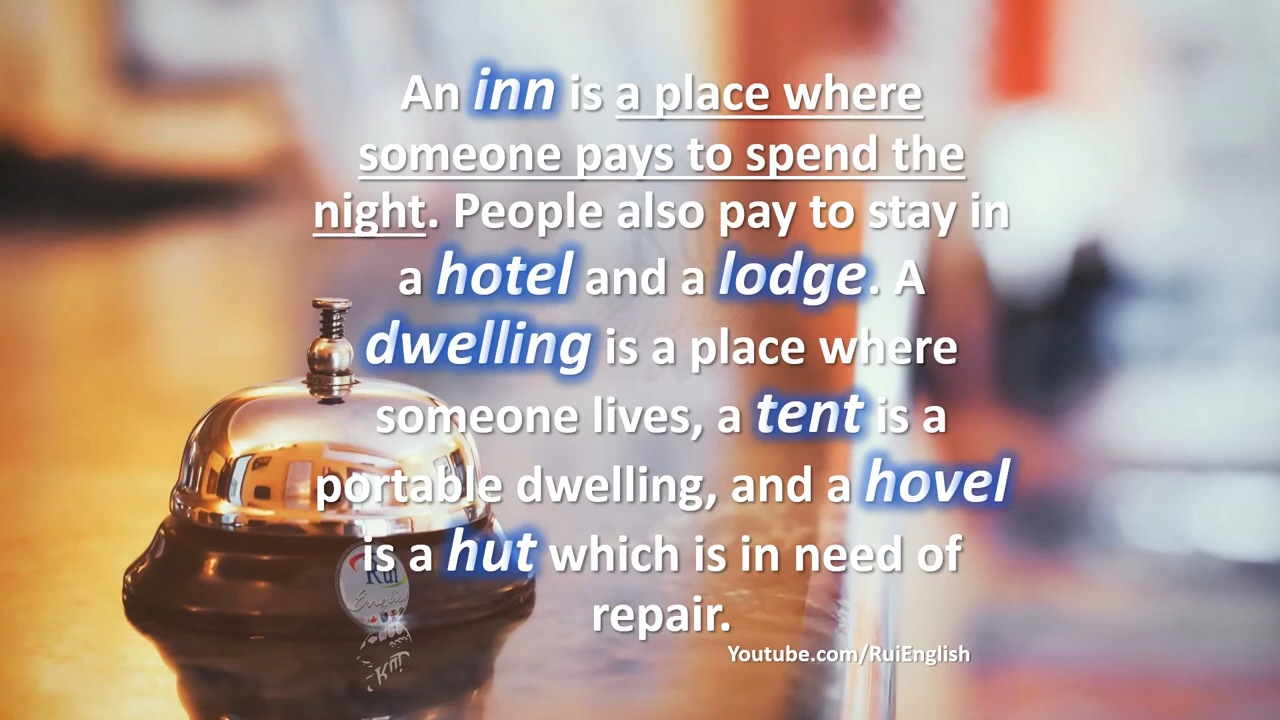 An inn is a place where
someone pays to spend the
night. People also pay to stay in
a hotel and a lodge. A
dwelling is a place where
someone lives, a tent is a
portable dwelling, and a hovel
is a hut which is in need of
repair.
Youtube.com/RuiEnglish
Rui
English